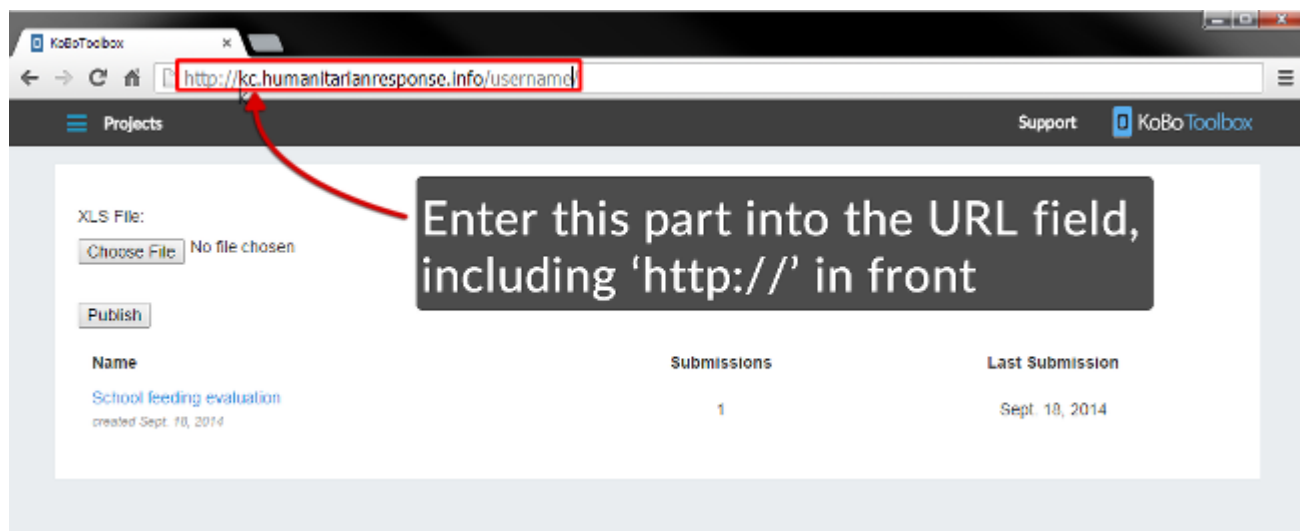 KoBoToolbox
http://kc.humanitarianresponse.info/username/
Projects
Support
KoBoToolbox
XLS File:
Choose File No file chosen
Enter this part into the URL field,
including ‘http://’ in front
Publish
Name Submissions Last Submission
School feeding evaluation
created Sept. 18, 2014
1
Sept. 18, 2014